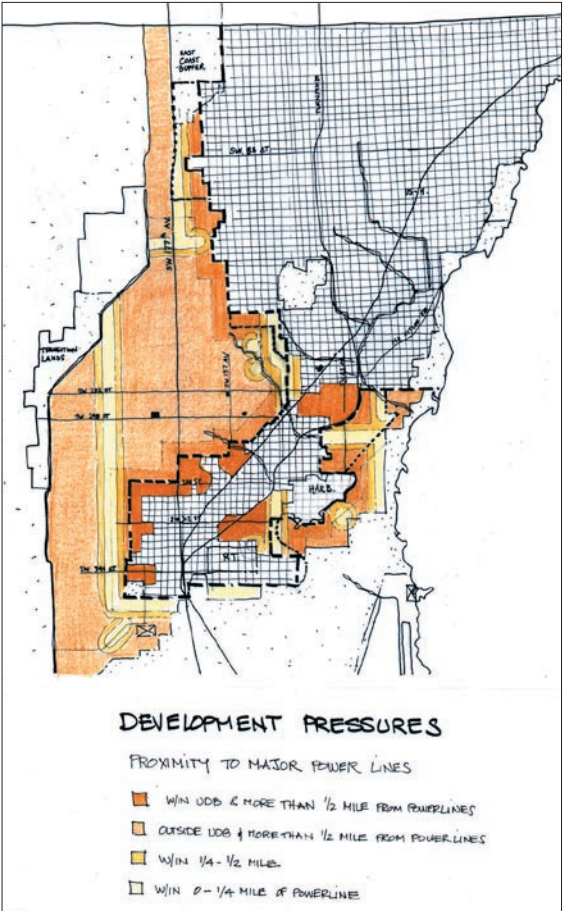 EAST
COAST
BUFFER
TURNPIKE
SW 88 ST
US-1
SW 177th AV
TRANSITION
LANDS
SW 157 AV
SW 232 ST
SW 248 ST
HARB.
SW 344 ST
DEVELOPMENT PRESSURES
PROXIMITY TO MAJOR POWER LINES
W/IN UDB & MORE THAN 1/2 MILE FROM POWERLINES
OUTSIDE UDB & MORE THAN 1/2 MILE FROM POWERLINES
W/IN 1/4 - 1/2 MILE
W/IN 0 - 1/4 MILE OF POWERLINE